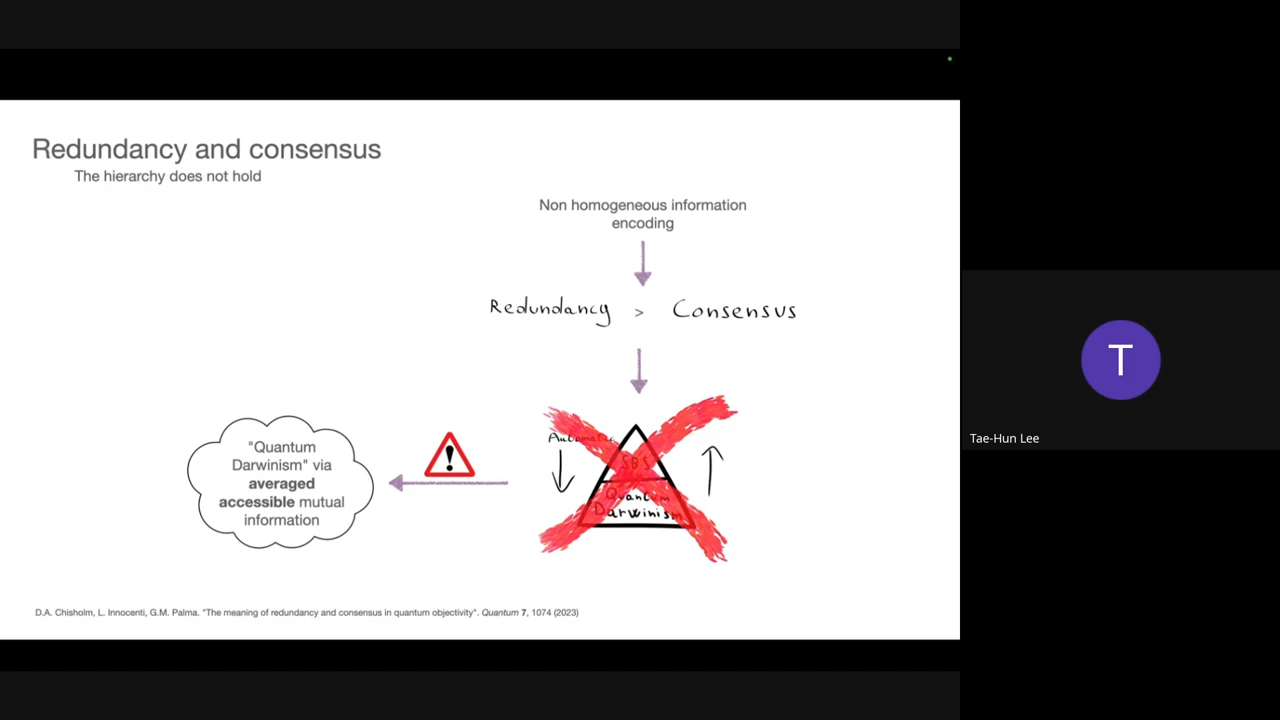 Redundancy and consensus
The hierarchy does not hold
Non homogeneous information
encoding
Redundancy > Consensus
Automatic
SBS
Quantum
Darwinism
"Quantum
Darwinism" via
averaged
accessible mutual
information
D.A. Chisholm, L. Innocenti, G.M. Palma. "The meaning of redundancy and consensus in quantum objectivity". Quantum 7, 1074 (2023)
T
Tae-Hun Lee